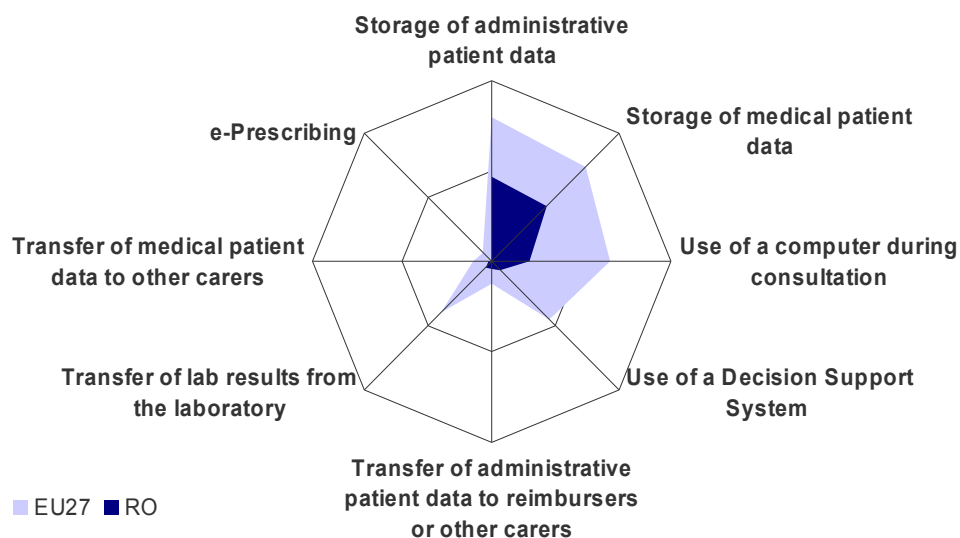 Storage of administrative
patient data
Storage of medical patient
data
e-Prescribing
Use of a computer during
consultation
Transfer of medical patient
data to other carers
Use of a Decision Support
System
Transfer of lab results from
the laboratory
Transfer of administrative
patient data to reimbursers
or other carers
EU27 RO